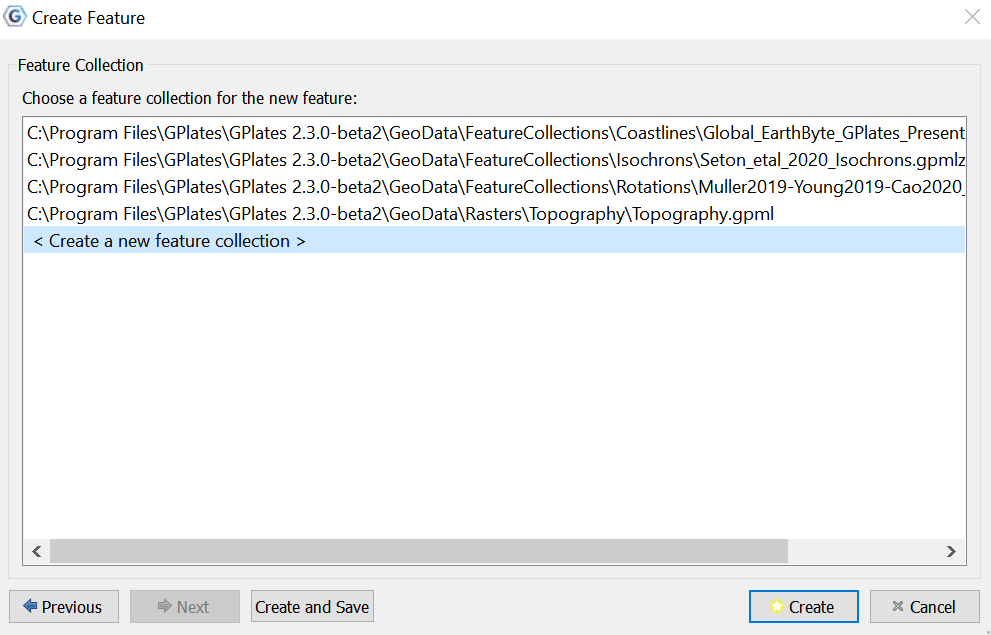 Create Feature
Feature Collection
Choose a feature collection for the new feature:
C:\Program Files\GPlates\GPlates 2.3.0-beta2\GeoData\FeatureCollections\Coastlines\Global_EarthByte_GPlates_Present
C:\Program Files\GPlates\GPlates 2.3.0-beta2\GeoData\FeatureCollections\Isochrons\Seton_etal_2020_Isochrons.gpmlz
C:\Program Files\GPlates\GPlates 2.3.0-beta2\GeoData\FeatureCollections\Rotations\Muller2019-Young2019-Cao2020_
C:\Program Files\GPlates\GPlates 2.3.0-beta2\GeoData\Rasters\Topography\Topography.gpml
< Create a new feature collection >
Previous Next Create and Save Create Cancel